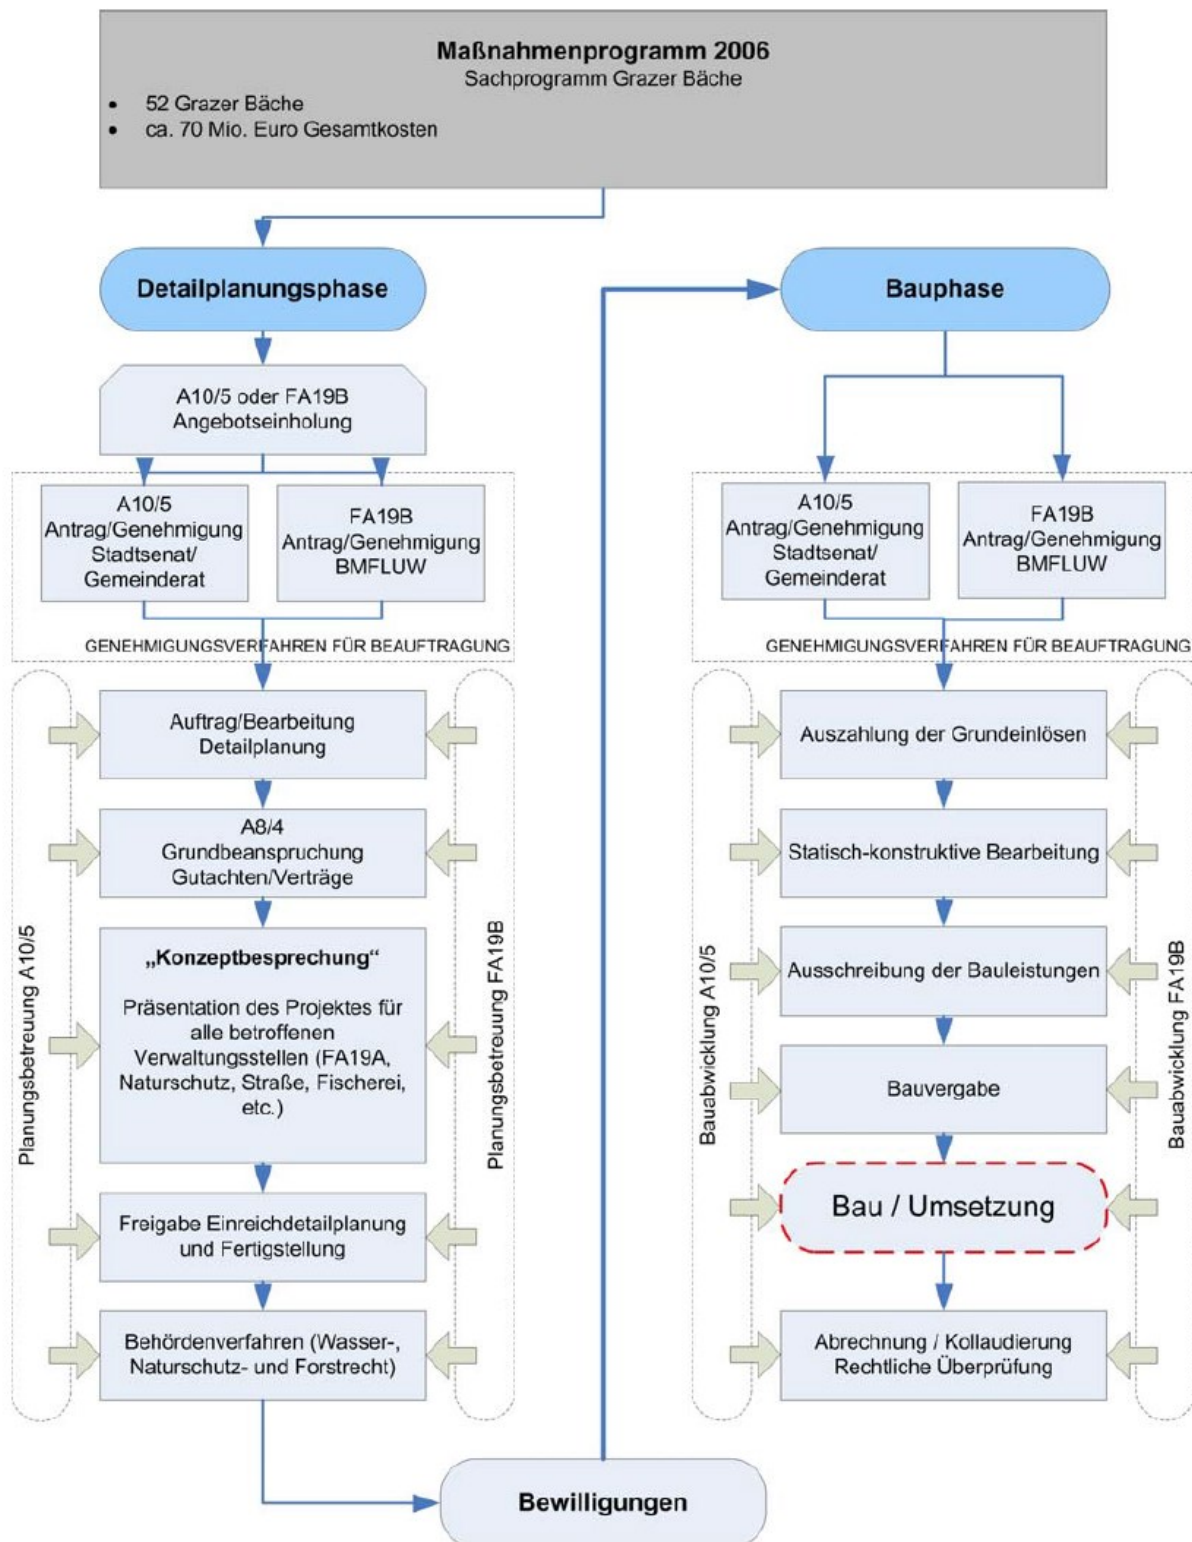 Maßnahmenprogramm 2006
Sachprogramm Grazer Bäche
• 52 Grazer Bäche
• ca. 70 Mio. Euro Gesamtkosten
Detailplanungsphase
A10/5 oder FA19B
Angebotseinholung
A10/5
Antrag/Genehmigung
Stadtsenat/
Gemeinderat
FA19B
Antrag/Genehmigung
BMFLUW
GENEHMIGUNGSVERFAHREN FÜR BEAUFTRAGUNG
Planungsbetreuung A10/5
Auftrag/Bearbeitung
Detailplanung
A8/4
Grundbeanspruchung
Gutachten/Verträge
„Konzeptbesprechung“
Präsentation des Projektes für
alle betroffenen
Verwaltungsstellen (FA19A,
Naturschutz, Straße, Fischerei,
etc.)
Freigabe Einreichdetailplanung
und Fertigstellung
Behördenverfahren (Wasser-,
Naturschutz- und Forstrecht)
Planungsbetreuung FA19B
Bewilligungen
Bauphase
A10/5
Antrag/Genehmigung
Stadtsenat/
Gemeinderat
FA19B
Antrag/Genehmigung
BMFLUW
GENEHMIGUNGSVERFAHREN FÜR BEAUFTRAGUNG
Bauabwicklung A10/5
Auszahlung der Grundeinlösen
Statisch-konstruktive Bearbeitung
Ausschreibung der Bauleistungen
Bauvergabe
Bau / Umsetzung
Abrechnung / Kollaudierung
Rechtliche Überprüfung
Bauabwicklung FA19B